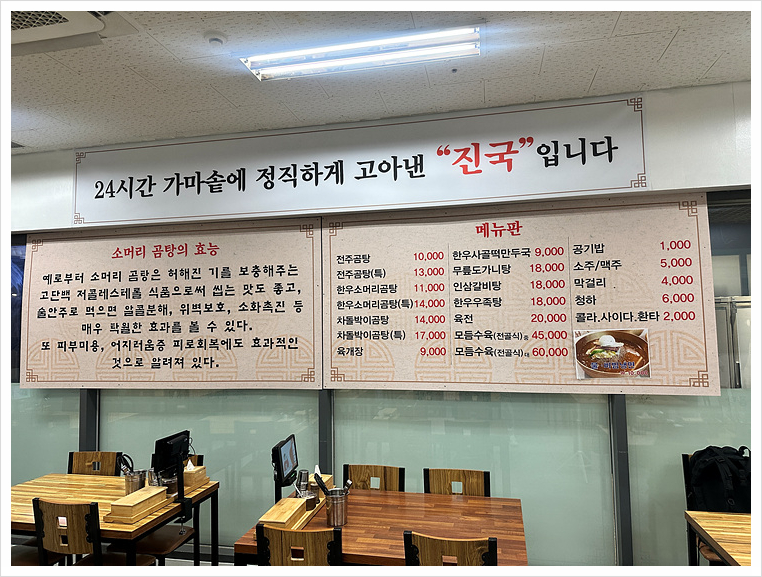 24시간 가마솥에 정직하게 고아낸 “진국”입니다
소머리 곰탕의 효능
예로부터 소머리 곰탕은 허해진 기를 보충해주는
고단백 저콜레스테롤 식품으로써 씹는 맛도 좋고,
술안주로 먹으면 알콜분해, 위벽보호, 소화촉진 등
매우 탁월한 효과를 볼 수 있다.
또 피부미용, 어지러움증 피로회복에도 효과적인
것으로 알려져 있다.
메뉴판
전주곰탕 10,000
전주곰탕(특) 13,000
한우소머리곰탕 11,000
한우소머리곰탕(특) 14,000
차돌박이곰탕 14,000
차돌박이곰탕(특) 17,000
육개장 9,000
한우사골떡만두국 9,000
무릎도가니탕 18,000
인삼갈비탕 18,000
한우우족탕 18,000
육전 20,000
모듬수육(전골식)중 45,000
모듬수육(전골식)대 60,000
공기밥 1,000
소주/맥주 5,000
막걸리 4,000
청하 6,000
콜라.사이다.환타 2,000